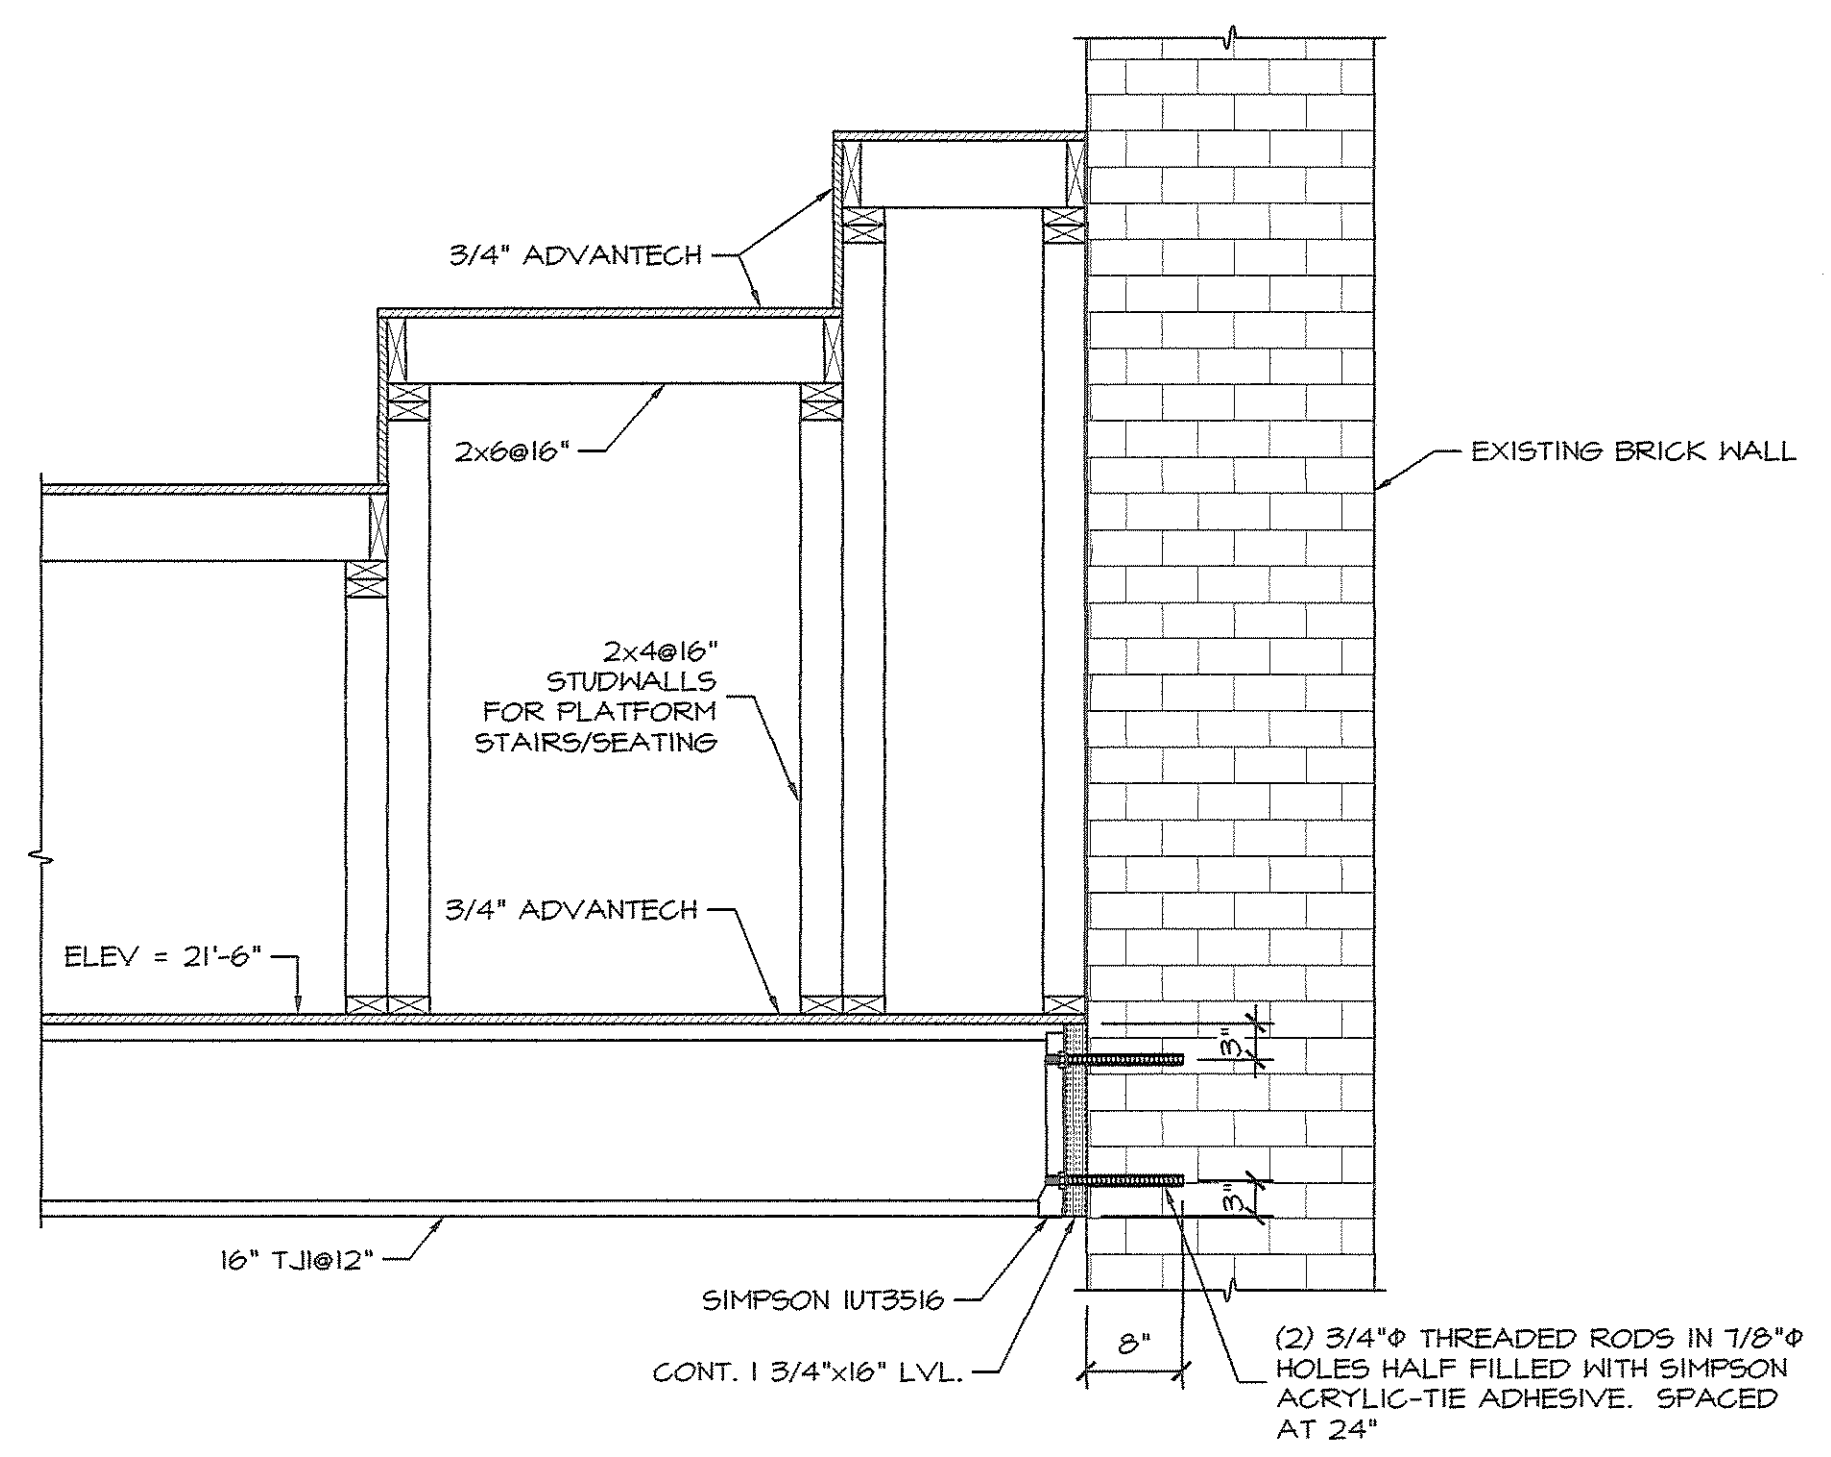 3/4" ADVANTECH
2x6@16"
EXISTING BRICK WALL
2x4@16"
STUDWALLS
FOR PLATFORM
STAIRS/SEATING
3/4" ADVANTECH
ELEV = 21'-6"
3"
3"
16" TJI@12"
SIMPSON IUT3516
CONT. 1 3/4"x16" LVL.
8"
(2) 3/4"Φ THREADED RODS IN 7/8"Φ
HOLES HALF FILLED WITH SIMPSON
ACRYLIC-TIE ADHESIVE. SPACED
AT 24"